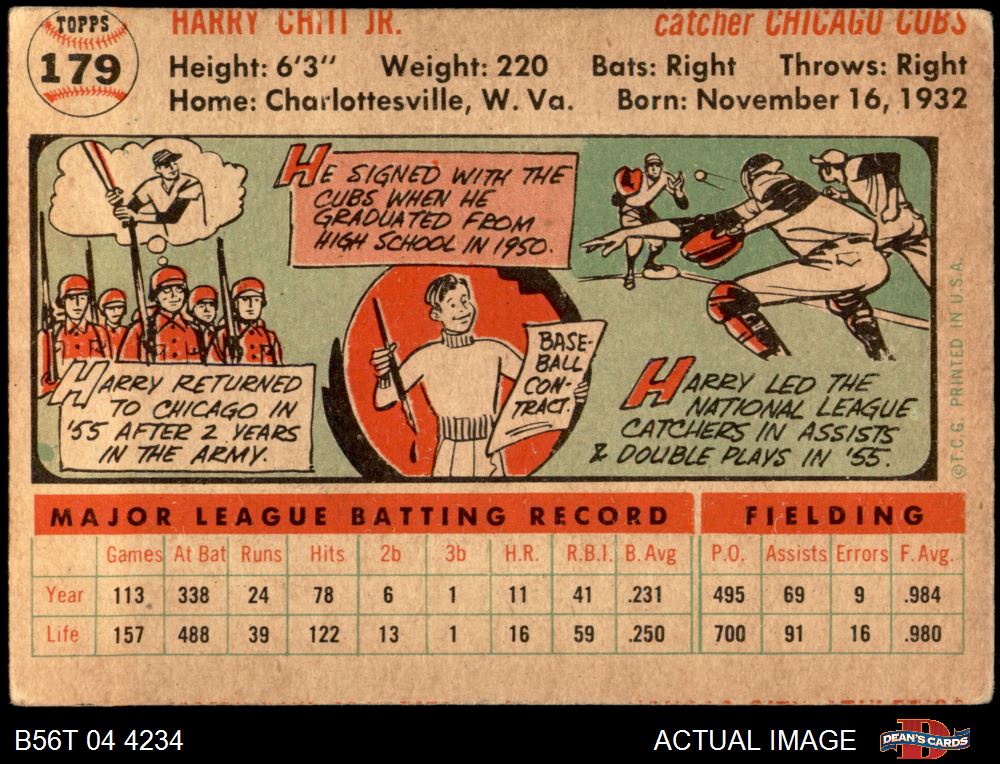 TOPPS
179
HARRY CHITI JR.
catcher CHICAGO CUBS
Height: 6'3" Weight: 220 Bats: Right Throws: Right
Home: Charlottesville, W. Va. Born: November 16, 1932
HE SIGNED WITH THE
CUBS WHEN HE
GRADUATED FROM
HIGH SCHOOL IN 1950.
BASE-
BALL
CON-
TRACT.
HARRY RETURNED
TO CHICAGO IN
'55 AFTER 2 YEARS
IN THE ARMY.
HARRY LED THE
NATIONAL LEAGUE
CATCHERS IN ASSISTS
& DOUBLE PLAYS IN '55.
©T.C.G. PRINTED IN U.S.A.
MAJOR LEAGUE BATTING RECORD FIELDING
Games At Bat Runs Hits 2b 3b H.R. R.B.I. B. Avg P.O. Assists Errors F. Avg.
Year 113 338 24 78 6 1 11 41 .231 495 69 9 .984
Life 157 488 39 122 13 1 16 59 .250 700 91 16 .980
B56T 04 4234
ACTUAL IMAGE
D
DEAN'S CARDS